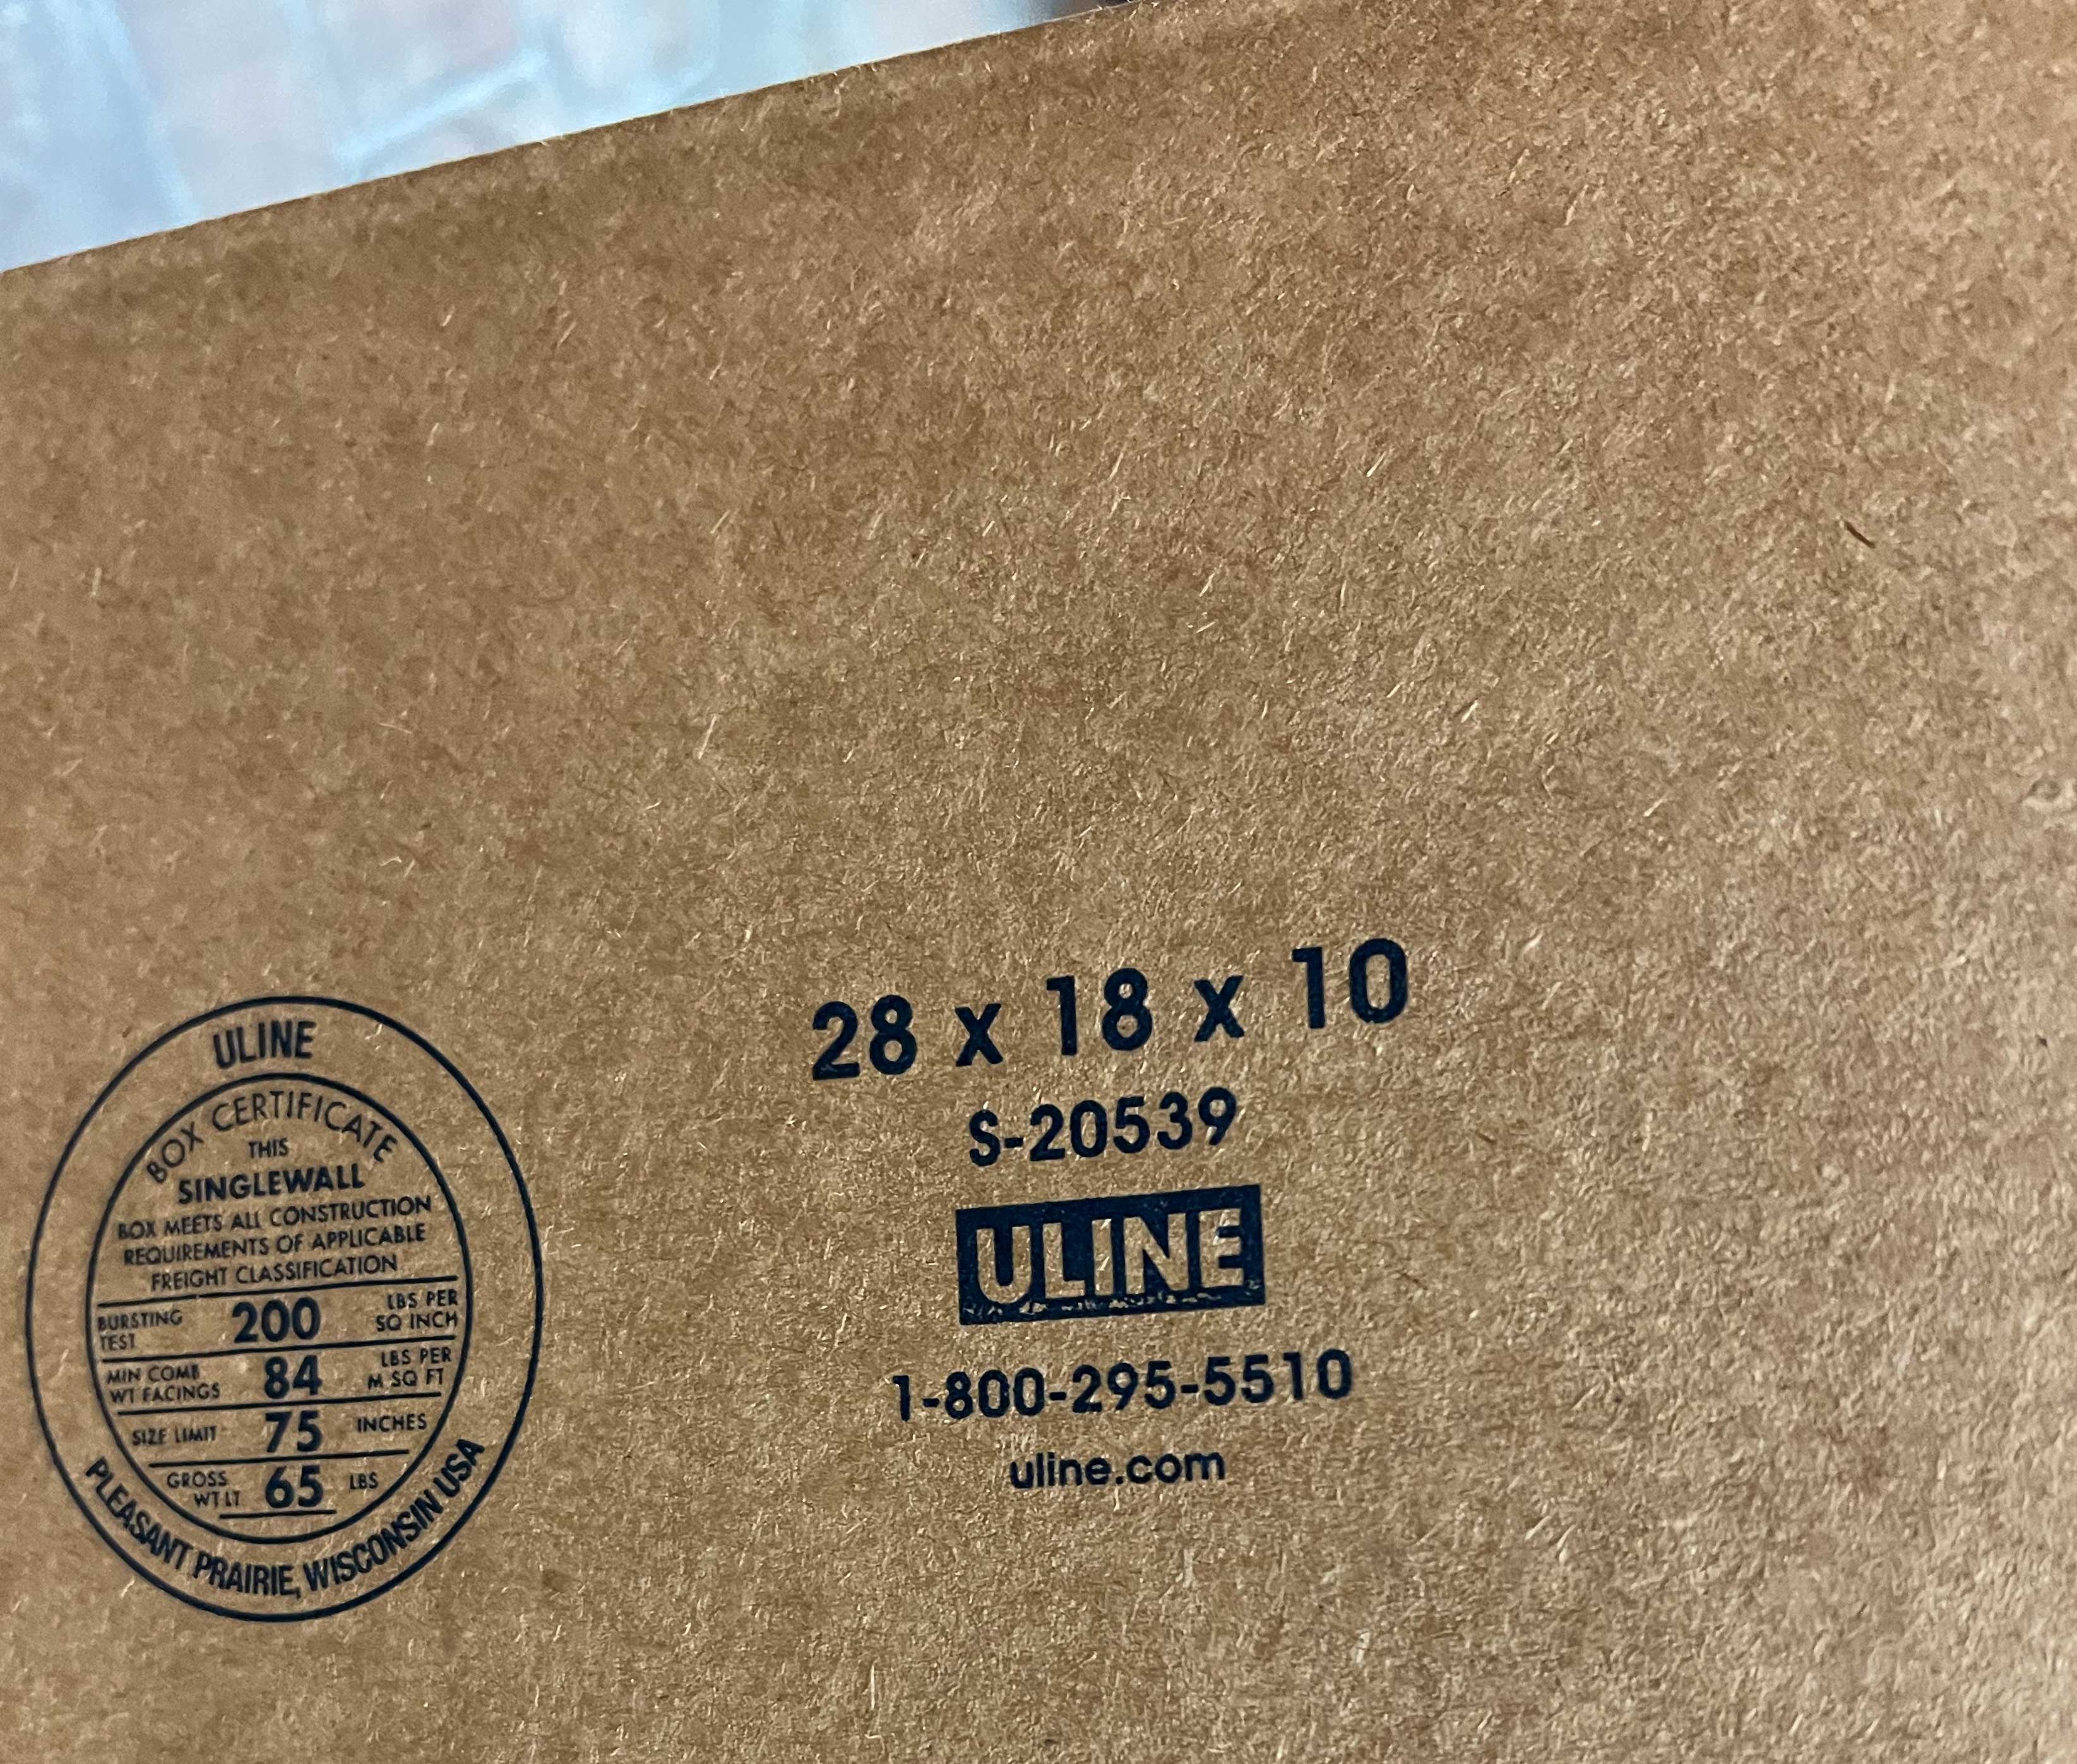 ULINE
BOX CERTIFICATE
THIS
SINGLEWALL
BOX MEETS ALL CONSTRUCTION
REQUIREMENTS OF APPLICABLE
FREIGHT CLASSIFICATION
BURSTING TEST 200 LBS PER SQ INCH
MIN COMB WT FACINGS 84 LBS PER M SQ FT
SIZE LIMIT 75 INCHES
GROSS WT LT 65 LBS
PLEASANT PRAIRIE, WISCONSIN USA
28 x 18 x 10
S-20539
ULINE
1-800-295-5510
uline.com